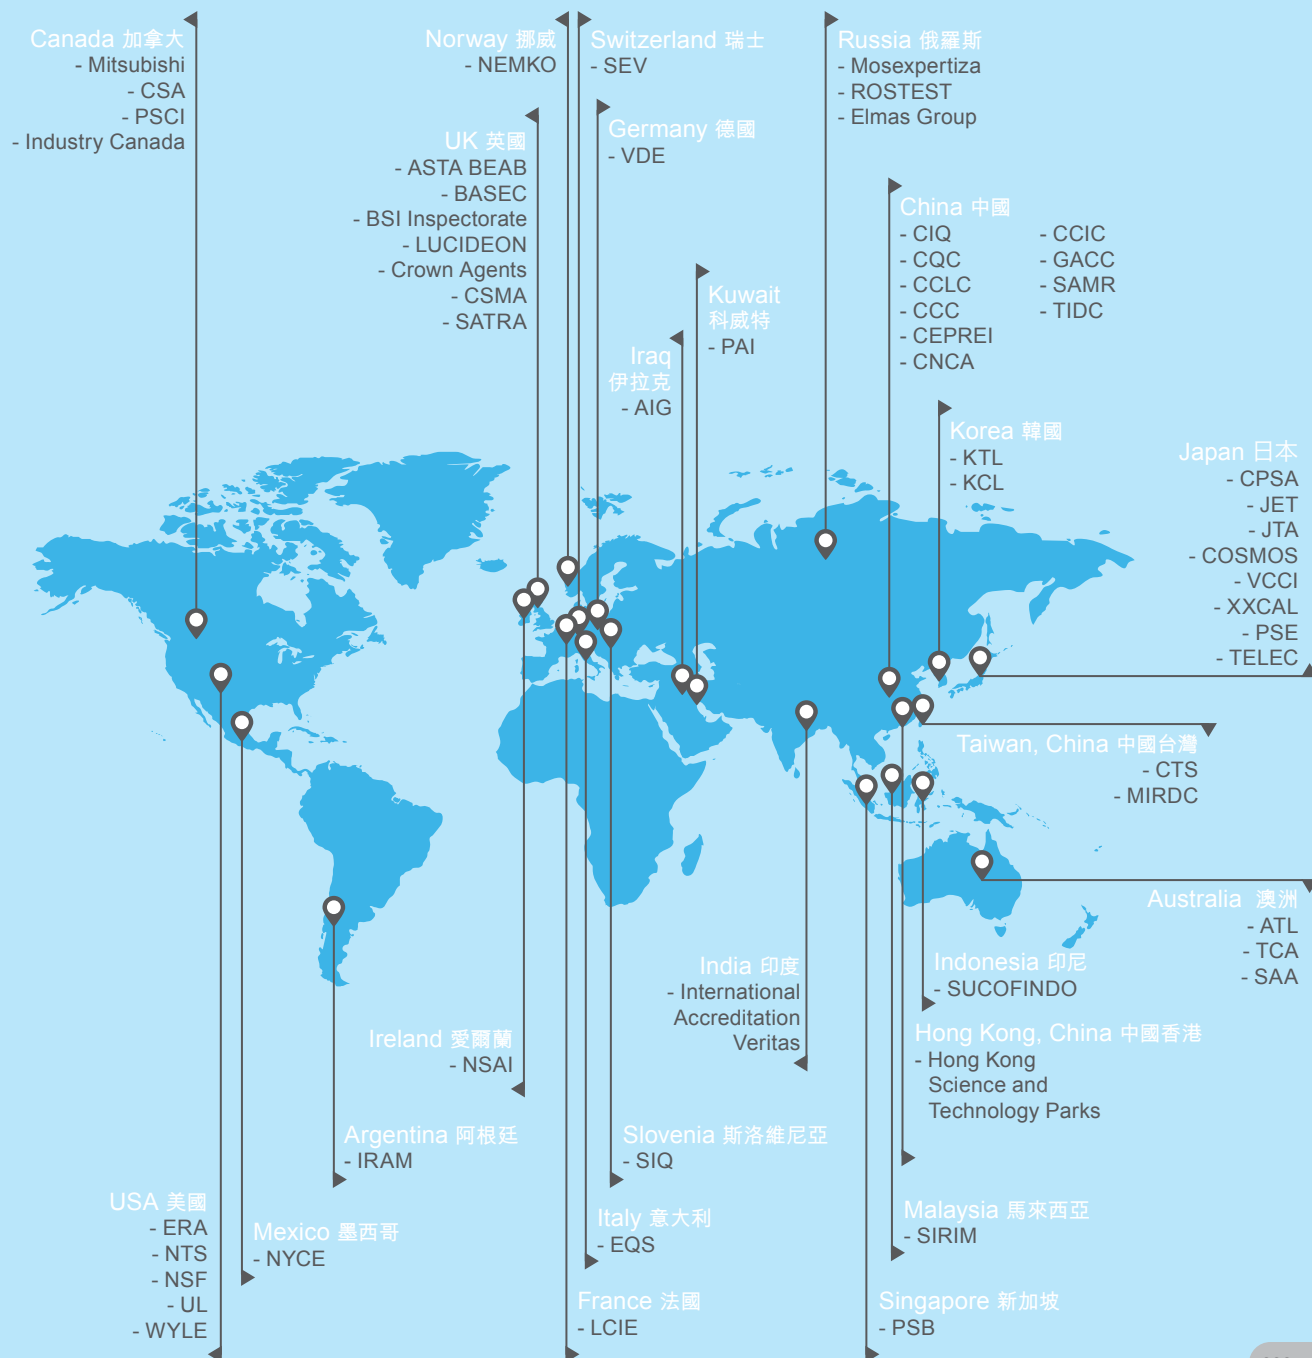 Canada 加拿大
- Mitsubishi
- CSA
- PSCI
- Industry Canada
Norway 挪威
- NEMKO
Switzerland 瑞士
- SEV
Russia 俄羅斯
- Mosexpertiza
- ROSTEST
- Elmas Group
UK 英國
- ASTA BEAB
- BASEC
- BSI Inspectorate
- LUCIDEON
- Crown Agents
- CSMA
- SATRA
Germany 德國
- VDE
China 中國
- CIQ
- CQC
- CCLC
- CCC
- CEPREI
- CNCA
- CCIC
- GACC
- SAMR
- TIDC
Kuwait
科威特
- PAI
Iraq
伊拉克
- AIG
Korea 韓國
- KTL
- KCL
Japan 日本
- CPSA
- JET
- JTA
- COSMOS
- VCCI
- XXCAL
- PSE
- TELEC
Taiwan, China 中國台灣
- CTS
- MIRDC
Australia 澳洲
- ATL
- TCA
- SAA
India 印度
- International
Accreditation
Veritas
Indonesia 印尼
- SUCOFINDO
Hong Kong, China 中國香港
- Hong Kong
Science and
Technology Parks
Ireland 愛爾蘭
- NSAI
Argentina 阿根廷
- IRAM
Slovenia 斯洛維尼亞
- SIQ
USA 美國
- ERA
- NTS
- NSF
- UL
- WYLE
Mexico 墨西哥
- NYCE
Italy 意大利
- EQS
Malaysia 馬來西亞
- SIRIM
France 法國
- LCIE
Singapore 新加坡
- PSB